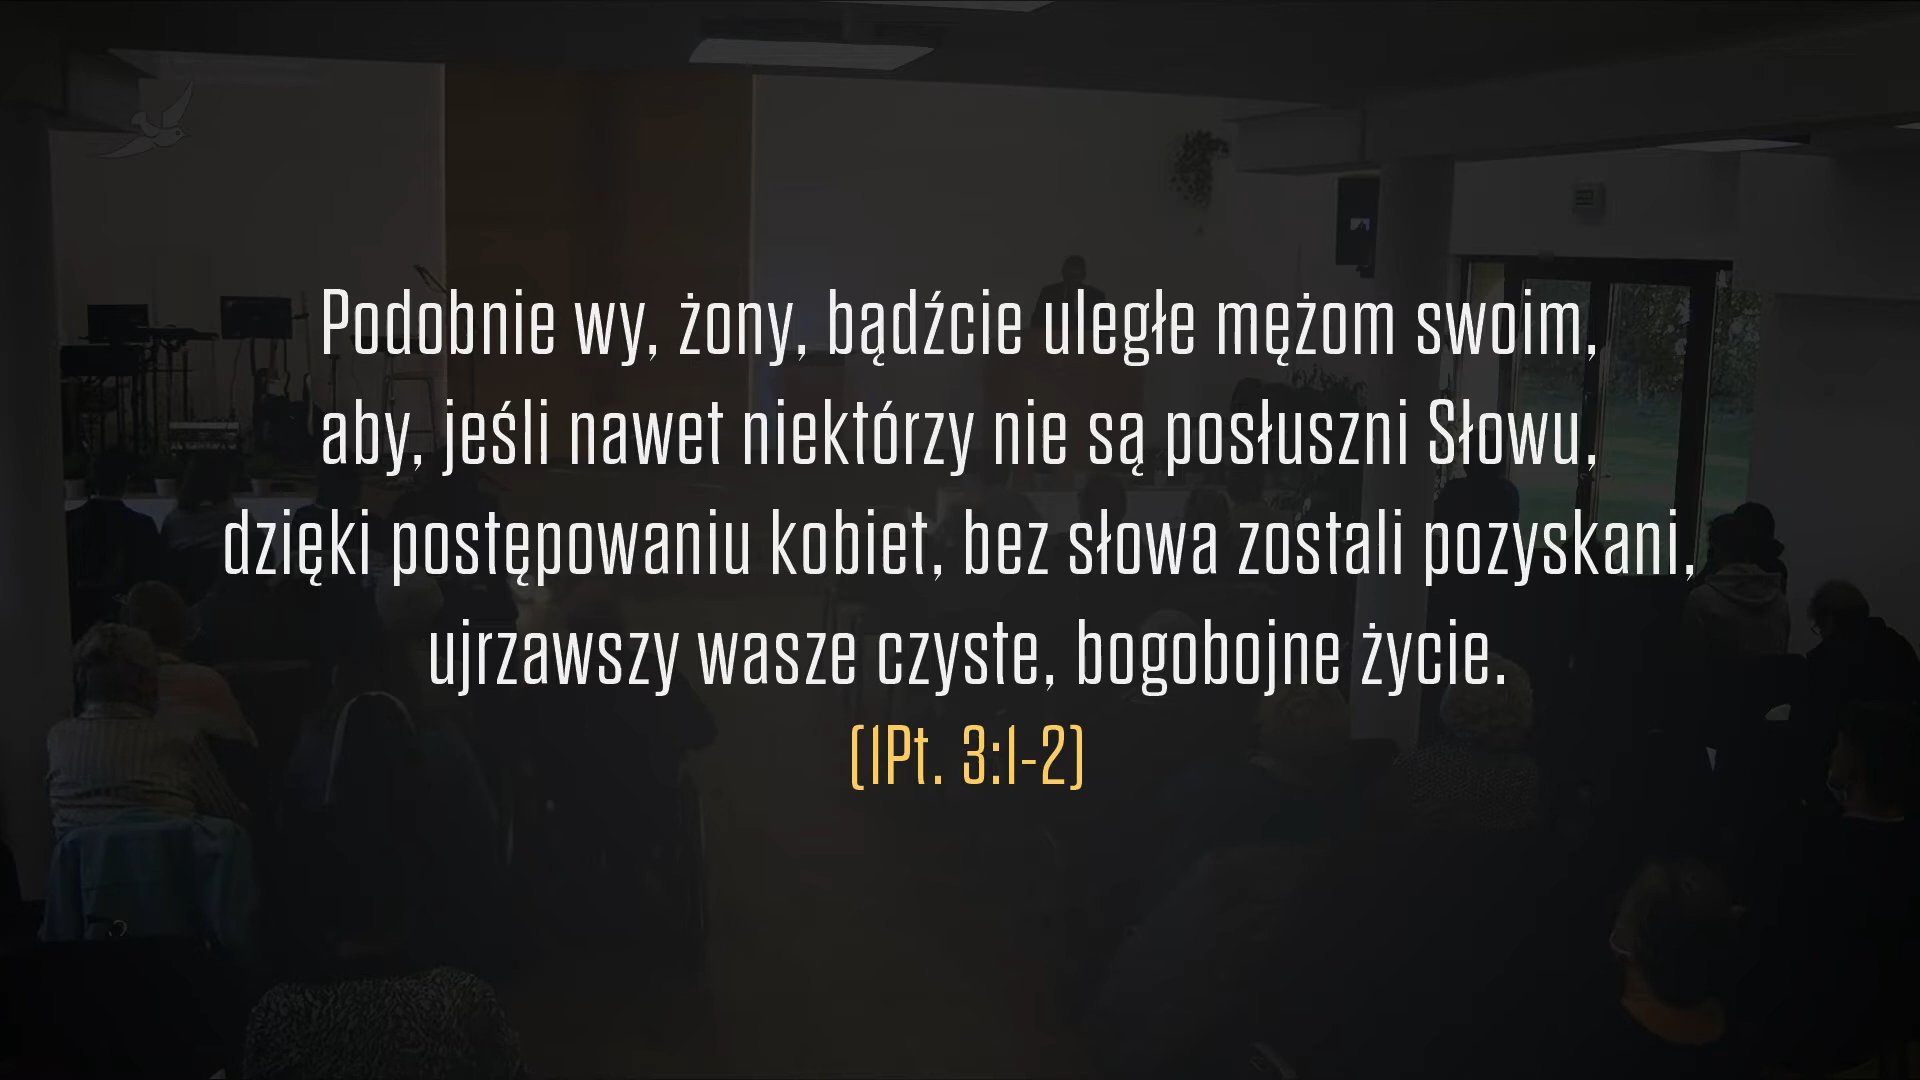 Podobnie wy, żony, bądźcie uległe mężom swoim,
aby, jeśli nawet niektórzy nie są posłuszni Słowu,
dzięki postępowaniu kobiet, bez słowa zostali pozyskani,
ujrzawszy wasze czyste, bogobojne życie.
(1Pt. 3:1-2)